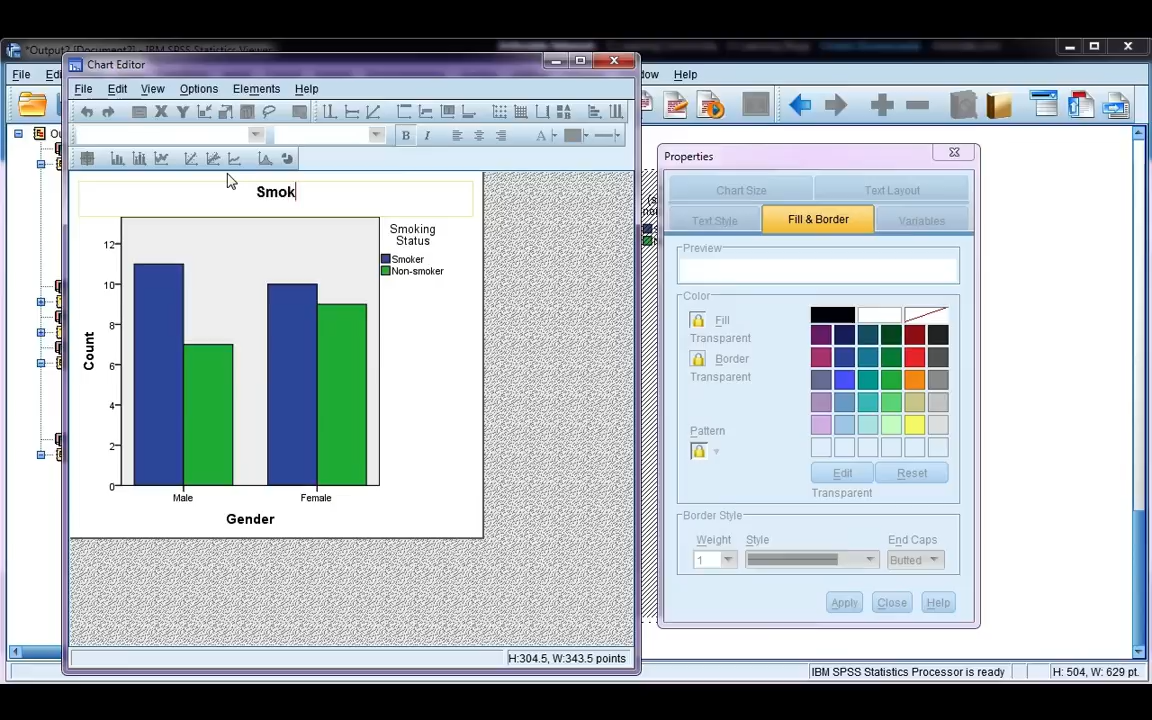 *Output2 [Document2] - IBM SPSS Statistics Viewer
File
Help
Chart Editor
File Edit View Options Elements Help
B I A
Smok
Smoking
Status
Smoker
Non-smoker
12
10
8
6
4
2
0
Count
Male Female
Gender
H:304.5, W:343.5 points
Properties
Chart Size Text Layout
Text Style Fill & Border Variables
Preview
Color
Fill
Transparent
Border
Transparent
Pattern
Edit Reset
Transparent
Border Style
Weight Style End Caps
1 Butted
Apply Close Help
IBM SPSS Statistics Processor is ready H: 504, W: 629 pt.